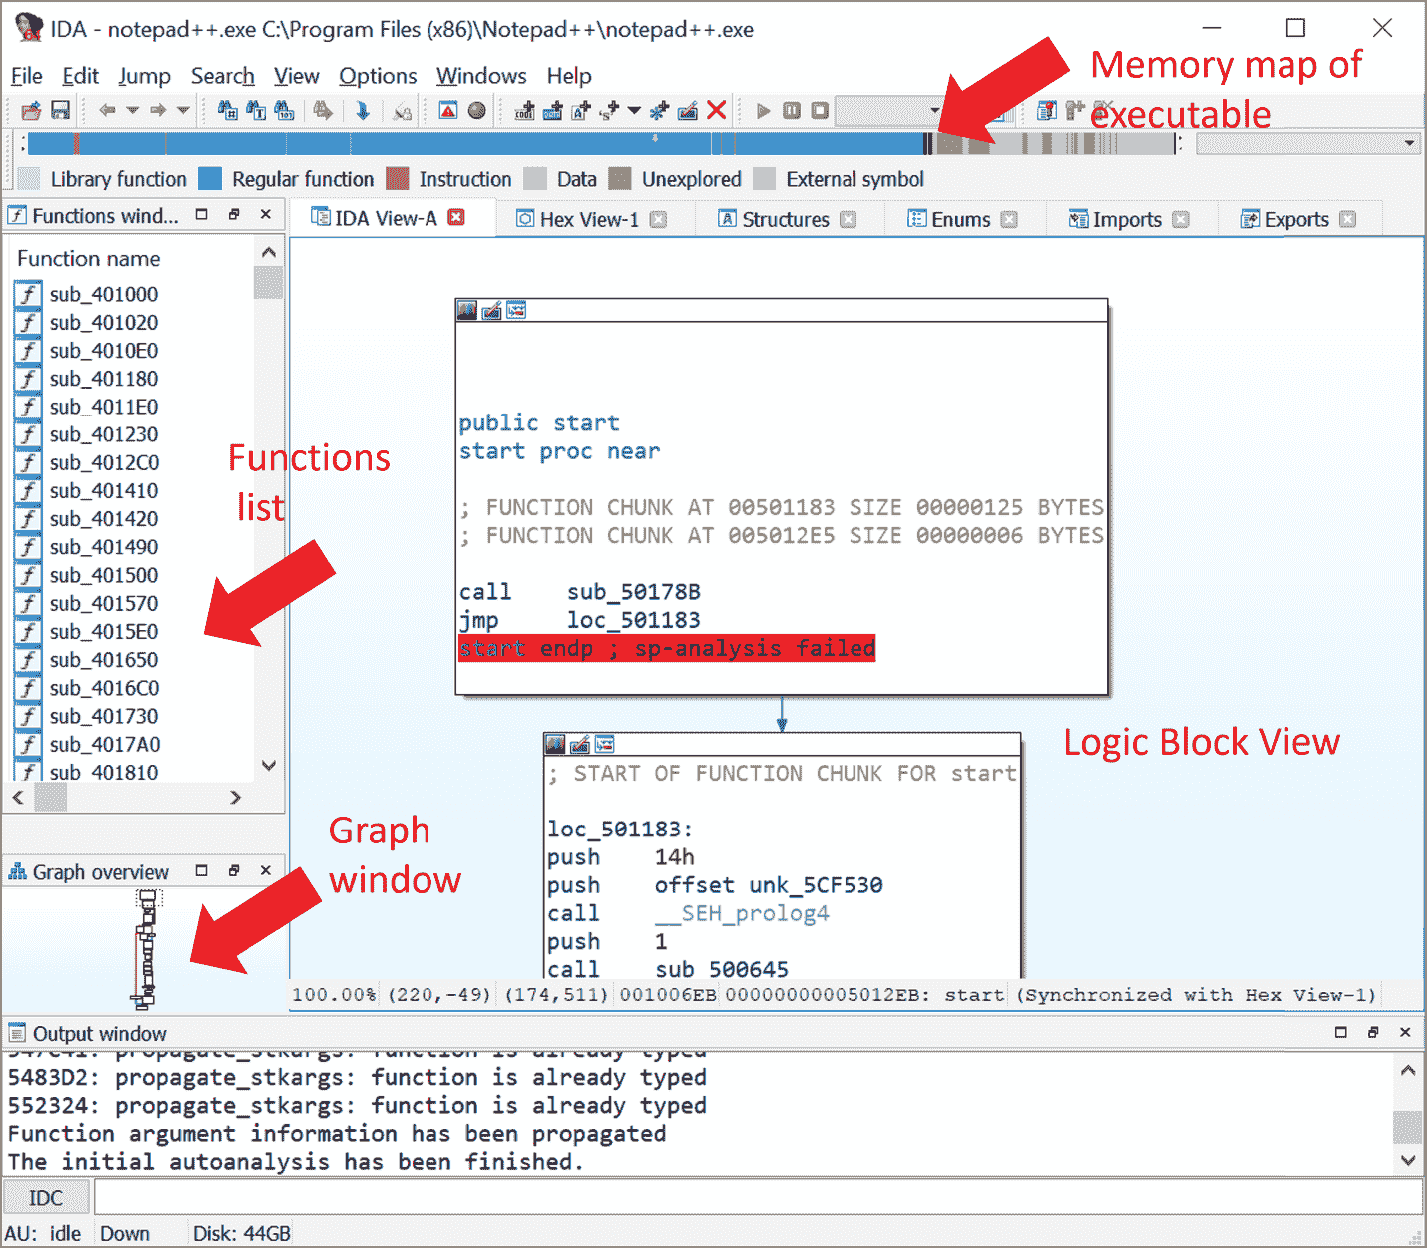 IDA - notepad++.exe C:\Program Files (x86)\Notepad++\notepad++.exe
File Edit Jump Search View Options Windows Help
Memory map of
executable
Library function Regular function Instruction Data Unexplored External symbol
Functions wind...
IDA View-A Hex View-1 Structures Enums Imports Exports
Function name
sub_401000
sub_401020
sub_4010E0
sub_401180
sub_4011E0
sub_401230
sub_4012C0
sub_401410
sub_401420
sub_401490
sub_401500
sub_401570
sub_4015E0
sub_401650
sub_4016C0
sub_401730
sub_4017A0
sub_401810
Functions
list
public start
start proc near
; FUNCTION CHUNK AT 00501183 SIZE 00000125 BYTES
; FUNCTION CHUNK AT 005012E5 SIZE 00000006 BYTES
call sub_50178B
jmp loc_501183
start endp ; sp-analysis failed
Logic Block View
; START OF FUNCTION CHUNK FOR start
loc_501183:
push 14h
push offset unk_5CF530
call __SEH_prolog4
push 1
call sub_500645
Graph overview
Graph
window
100.00% (220,-49) (174,511) 001006EB 00000000005012EB: start (Synchronized with Hex View-1)
Output window
547C41: propagate_stkargs: function is already typed
5483D2: propagate_stkargs: function is already typed
552324: propagate_stkargs: function is already typed
Function argument information has been propagated
The initial autoanalysis has been finished.
IDC
AU: idle Down Disk: 44GB